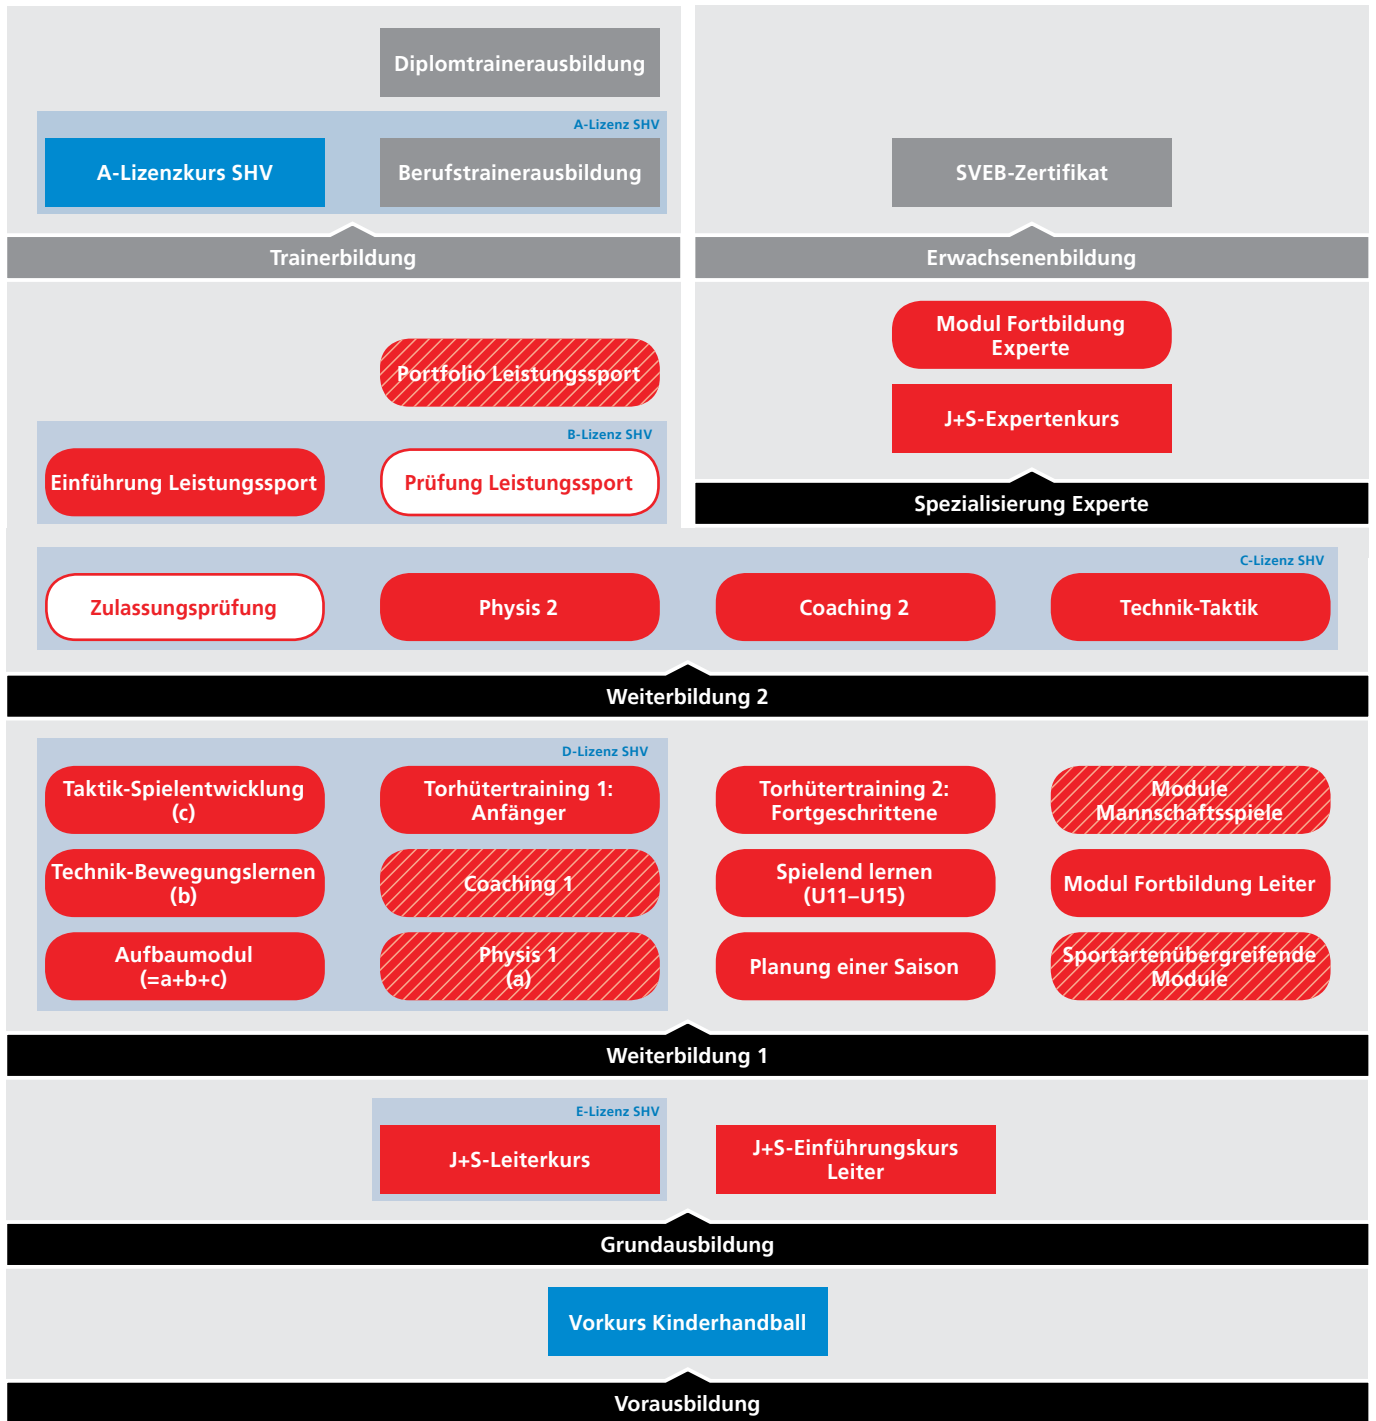 Diplomtrainerausbildung
A-Lizenz SHV
A-Lizenzkurs SHV
Berufstrainerausbildung
SVEB-Zertifikat
Trainerbildung
Erwachsenenbildung
Modul Fortbildung
Experte
Portfolio Leistungssport
J+S-Expertenkurs
B-Lizenz SHV
Einführung Leistungssport
Prüfung Leistungssport
Spezialisierung Experte
C-Lizenz SHV
Zulassungsprüfung
Physis 2
Coaching 2
Technik-Taktik
Weiterbildung 2
D-Lizenz SHV
Taktik-Spielentwicklung
(c)
Torhütertraining 1:
Anfänger
Torhütertraining 2:
Fortgeschrittene
Module
Mannschaftsspiele
Technik-Bewegungslernen
(b)
Coaching 1
Spielend lernen
(U11–U15)
Modul Fortbildung Leiter
Aufbaumodul
(=a+b+c)
Physis 1
(a)
Planung einer Saison
Sportartenübergreifende
Module
Weiterbildung 1
E-Lizenz SHV
J+S-Leiterkurs
J+S-Einführungskurs
Leiter
Grundausbildung
Vorkurs Kinderhandball
Vorausbildung